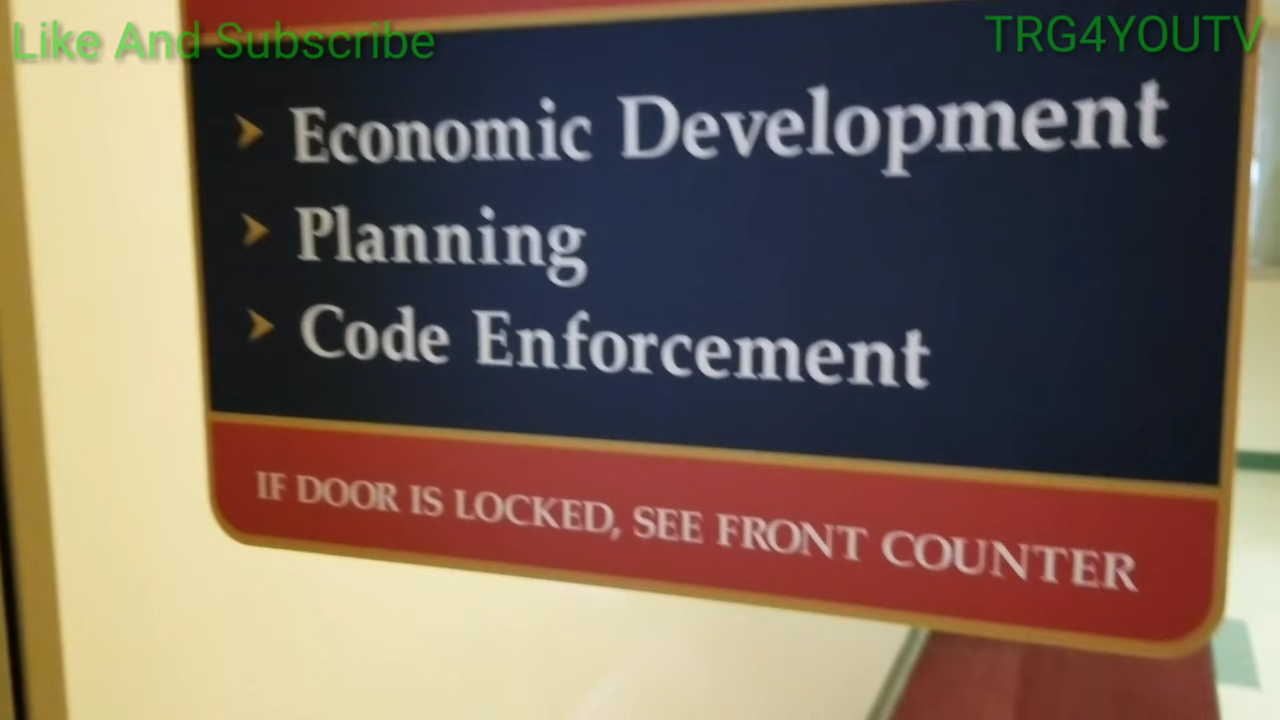 Like And Subscribe
TRG4YOUTV
Economic Development
Planning
Code Enforcement
IF DOOR IS LOCKED, SEE FRONT COUNTER